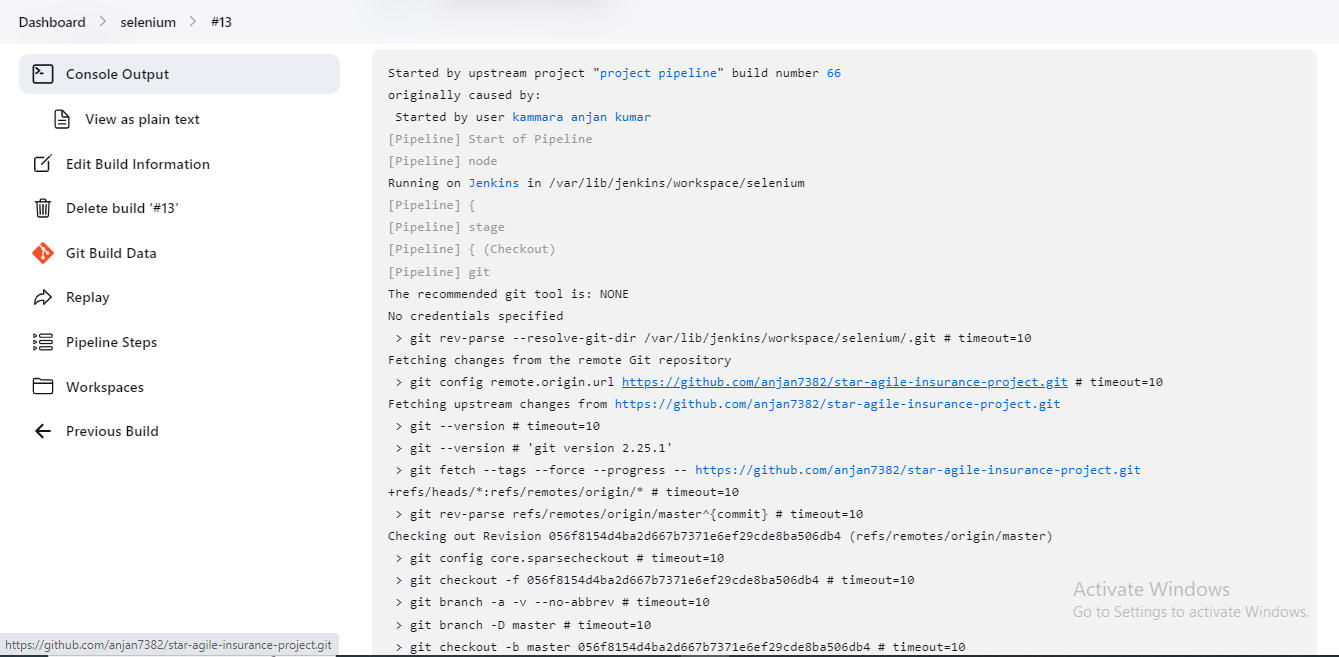 Dashboard > selenium > #13
Console Output
View as plain text
Edit Build Information
Delete build '#13'
Git Build Data
Replay
Pipeline Steps
Workspaces
Previous Build
Started by upstream project "project pipeline" build number 66
originally caused by:
Started by user kammara anjan kumar
[Pipeline] Start of Pipeline
[Pipeline] node
Running on Jenkins in /var/lib/jenkins/workspace/selenium
[Pipeline] {
[Pipeline] stage
[Pipeline] { (Checkout)
[Pipeline] git
The recommended git tool is: NONE
No credentials specified
> git rev-parse --resolve-git-dir /var/lib/jenkins/workspace/selenium/.git # timeout=10
Fetching changes from the remote Git repository
> git config remote.origin.url https://github.com/anjan7382/star-agile-insurance-project.git # timeout=10
Fetching upstream changes from https://github.com/anjan7382/star-agile-insurance-project.git
> git --version # timeout=10
> git --version # 'git version 2.25.1'
> git fetch --tags --force --progress -- https://github.com/anjan7382/star-agile-insurance-project.git
+refs/heads/*:refs/remotes/origin/* # timeout=10
> git rev-parse refs/remotes/origin/master^{commit} # timeout=10
Checking out Revision 056f8154d4ba2d667b7371e6ef29cde8ba506db4 (refs/remotes/origin/master)
> git config core.sparsecheckout # timeout=10
> git checkout -f 056f8154d4ba2d667b7371e6ef29cde8ba506db4 # timeout=10
> git branch -a -v --no-abbrev # timeout=10
> git branch -D master # timeout=10
> git checkout -b master 056f8154d4ba2d667b7371e6ef29cde8ba506db4 # timeout=10
Activate Windows
Go to Settings to activate Windows.
https://github.com/anjan7382/star-agile-insurance-project.git